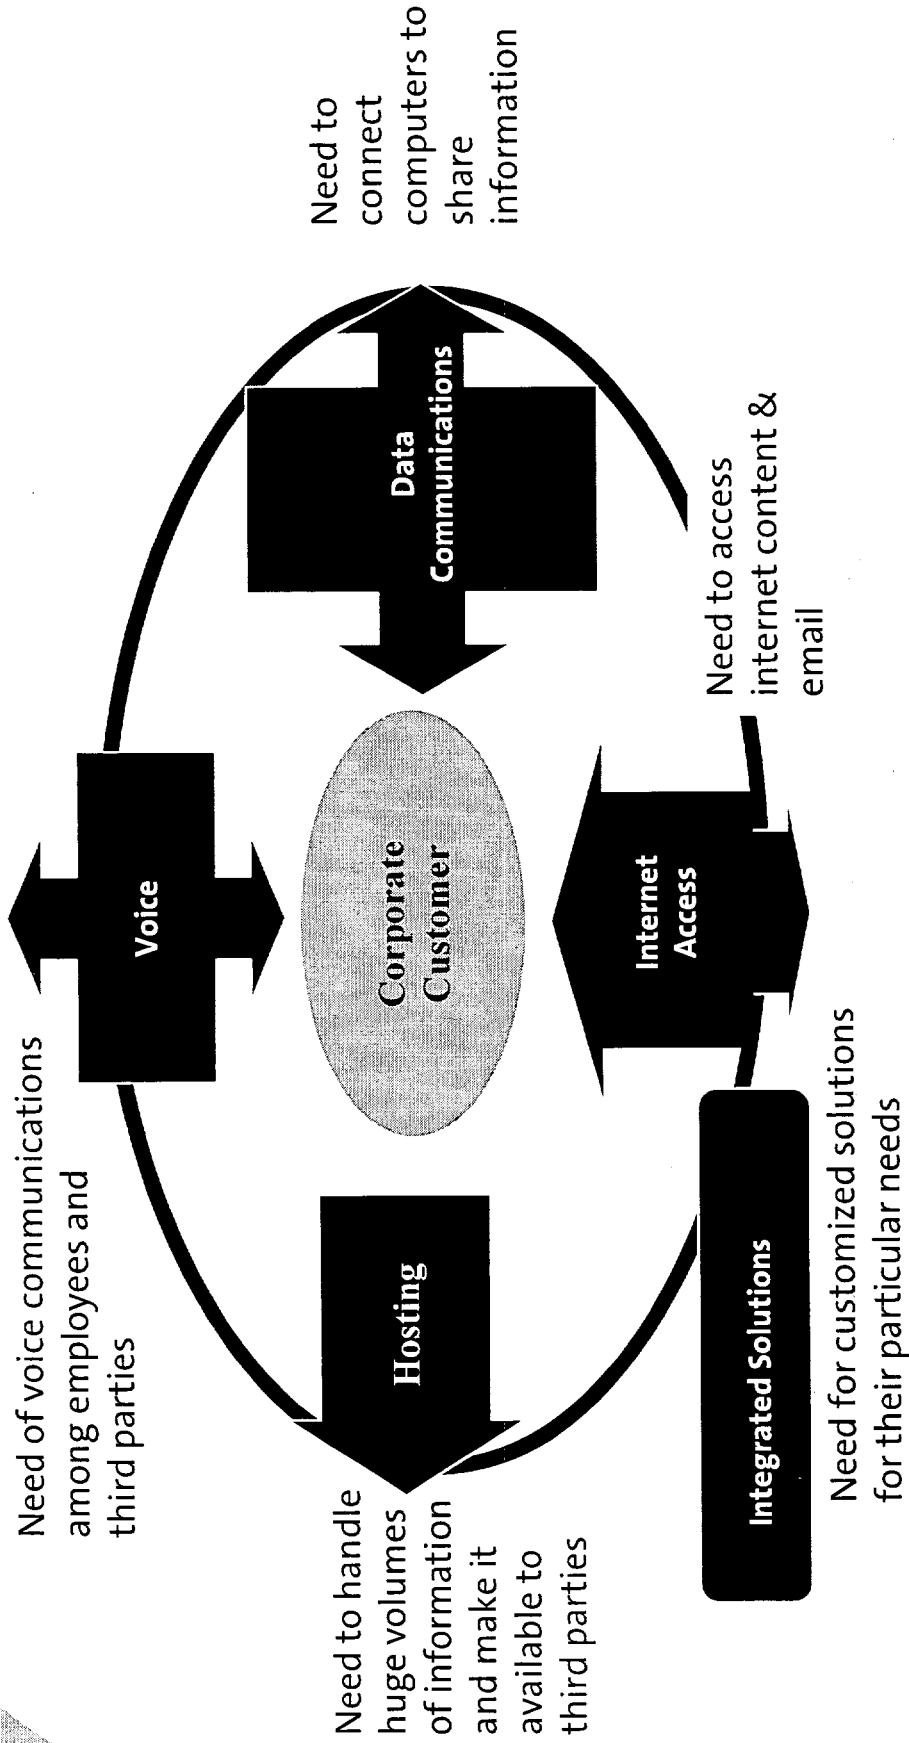 Need of voice communications
among employees and
third parties
Voice
Need to
connect
computers to
share
information
Data
Communications
Corporate
Customer
Hosting
Need to handle
huge volumes
of information
and make it
available to
third parties
Internet
Access
Need to access
internet content &
email
Integrated Solutions
Need for customized solutions
for their particular needs